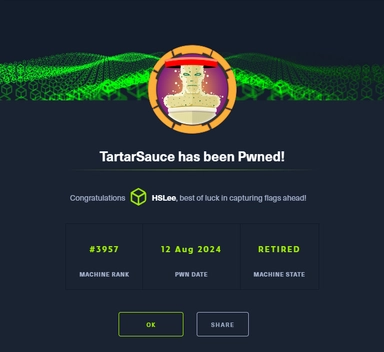 TartarSauce has been Pwned!
Congratulations HSLee, best of luck in capturing flags ahead!
#3957 12 Aug 2024 RETIRED
MACHINE RANK PWN DATE MACHINE STATE
OK SHARE